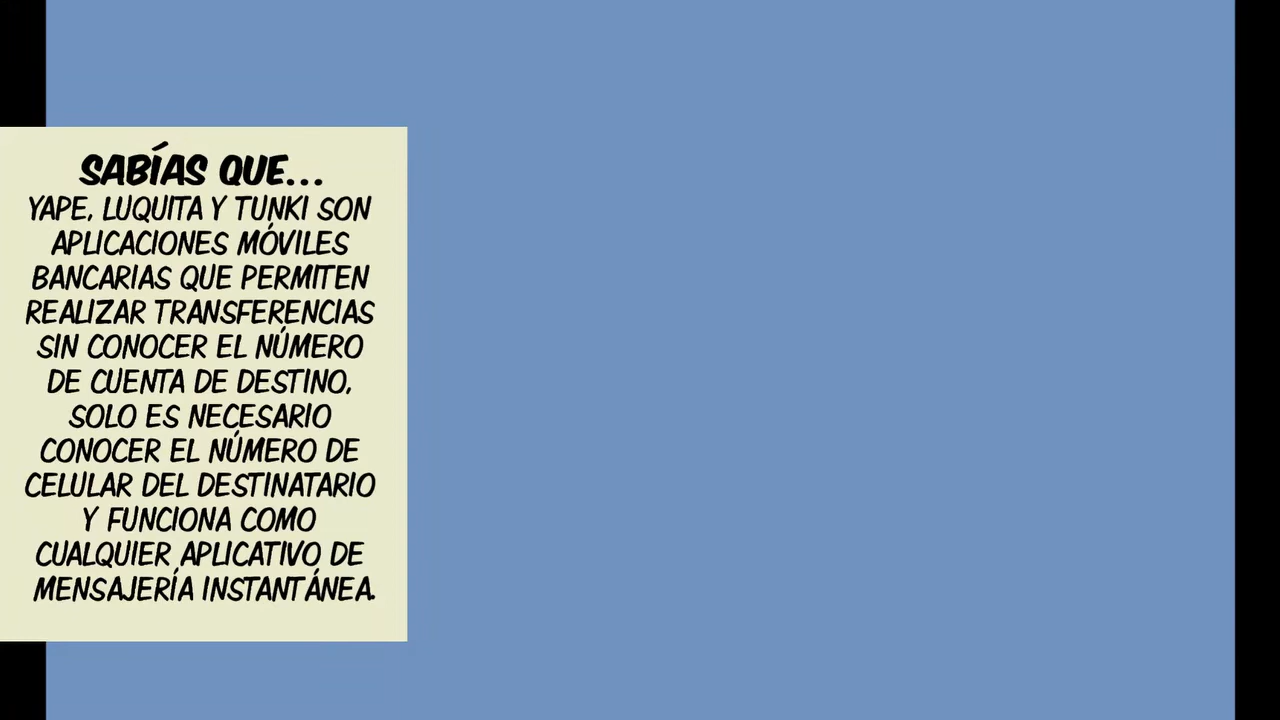 SABÍAS QUE...
YAPE, LUQUITA Y TUNKI SON
APLICACIONES MÓVILES
BANCARIAS QUE PERMITEN
REALIZAR TRANSFERENCIAS
SIN CONOCER EL NÚMERO
DE CUENTA DE DESTINO,
SOLO ES NECESARIO
CONOCER EL NÚMERO DE
CELULAR DEL DESTINATARIO
Y FUNCIONA COMO
CUALQUIER APLICATIVO DE
MENSAJERÍA INSTANTÁNEA.